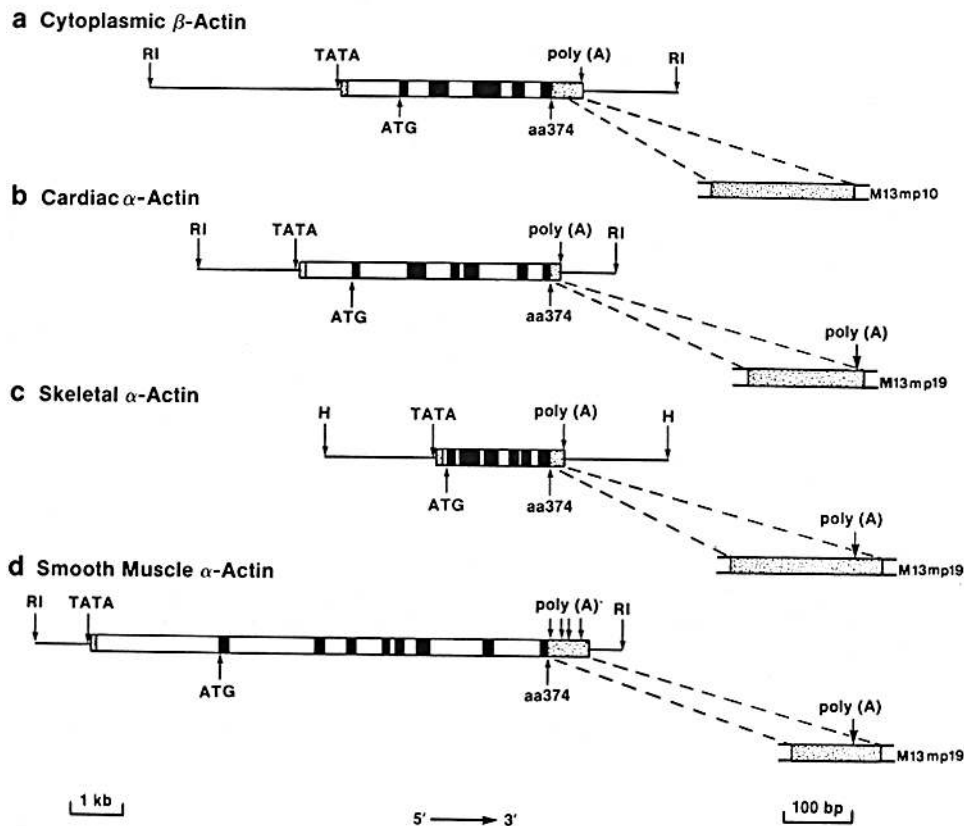 a Cytoplasmic β-Actin
RI
TATA
poly (A)
RI
ATG
aa374
M13mp10
b Cardiac α-Actin
RI
TATA
poly (A)
RI
ATG
aa374
poly (A)
M13mp19
c Skeletal α-Actin
H
TATA
poly (A)
H
ATG
aa374
poly (A)
M13mp19
d Smooth Muscle α-Actin
RI
TATA
poly (A)
RI
ATG
aa374
poly (A)
M13mp19
1 kb
5' 3'
100 bp